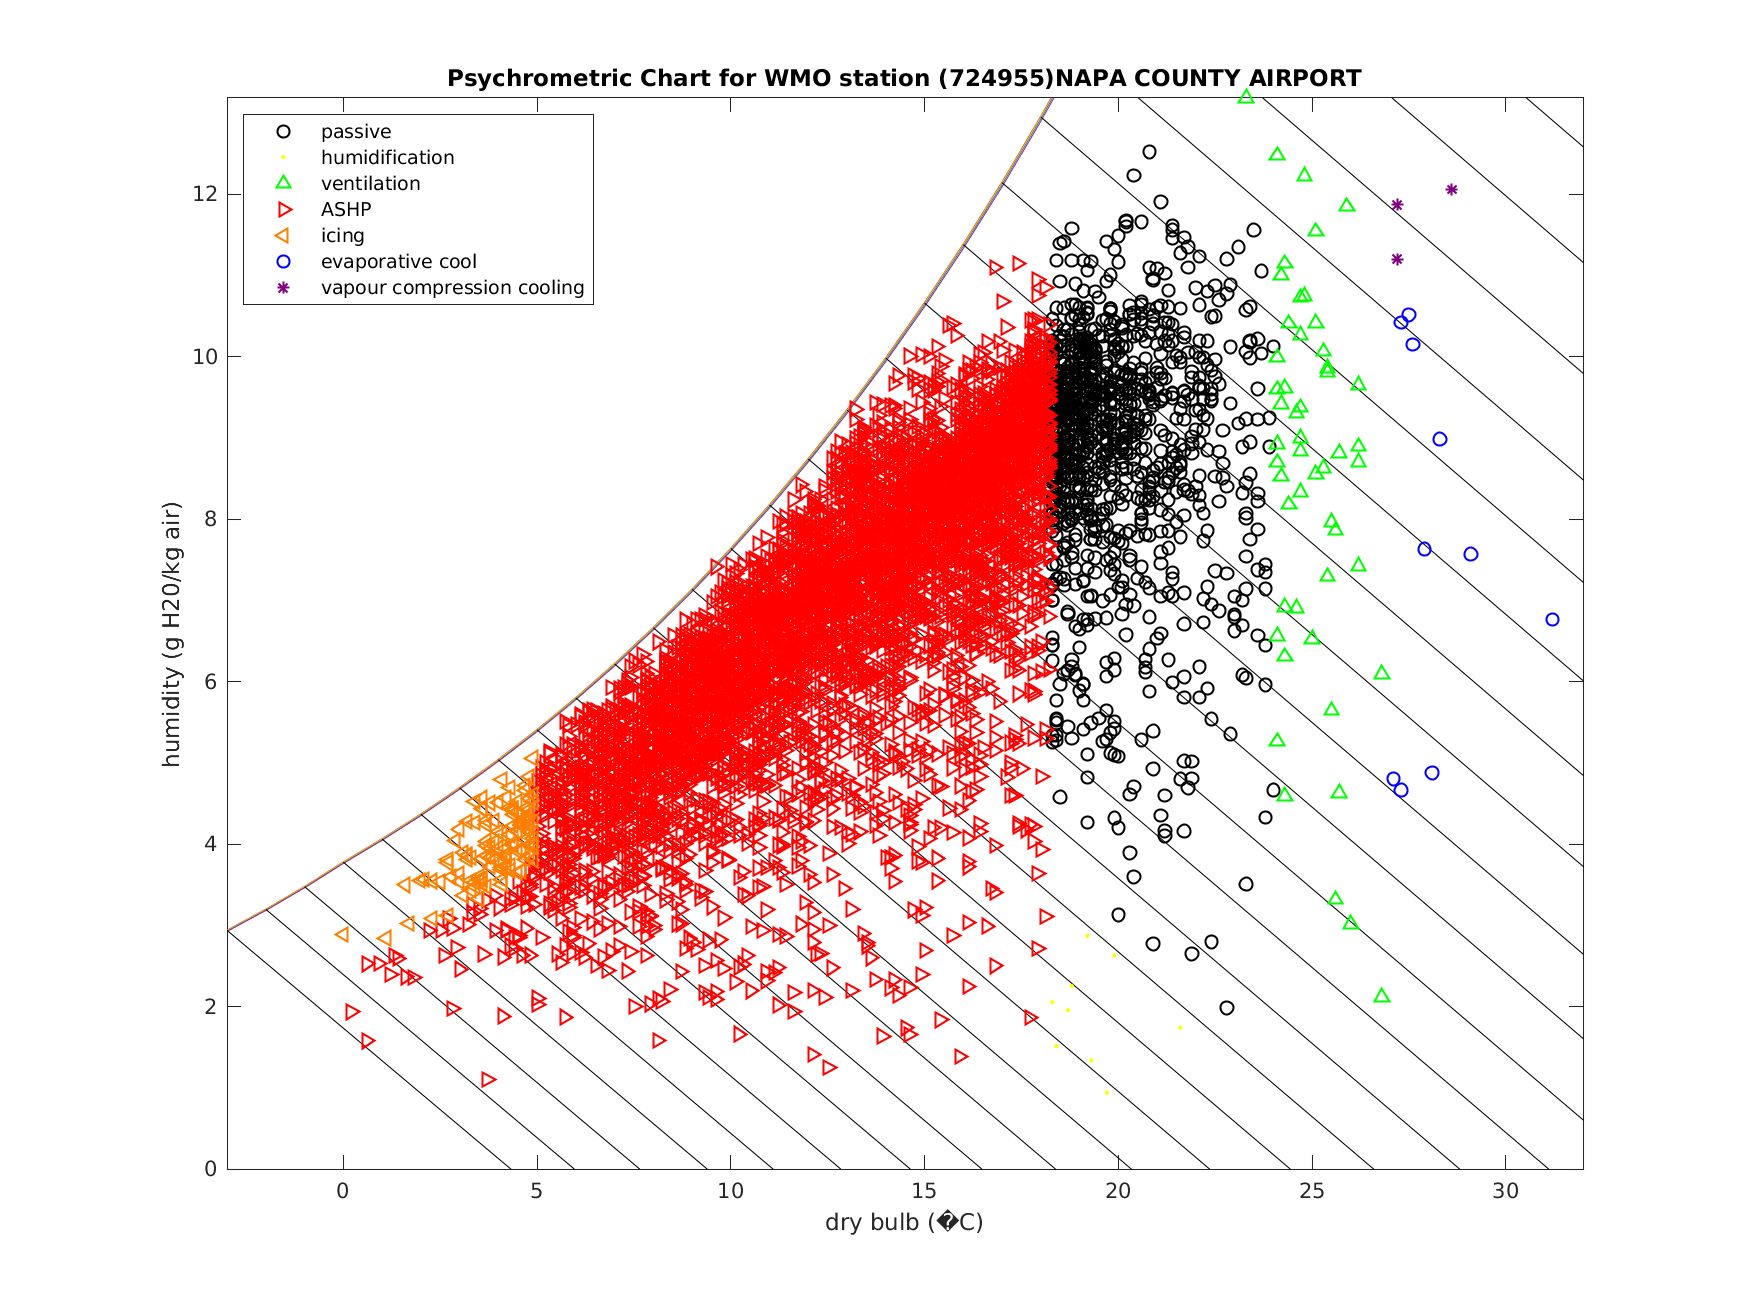 Psychrometric Chart for WMO station (724955)NAPA COUNTY AIRPORT
passive
humidification
ventilation
ASHP
icing
evaporative cool
vapour compression cooling
12
10
8
6
4
2
0
humidity (g H20/kg air)
0 5 10 15 20 25 30
dry bulb (�C)